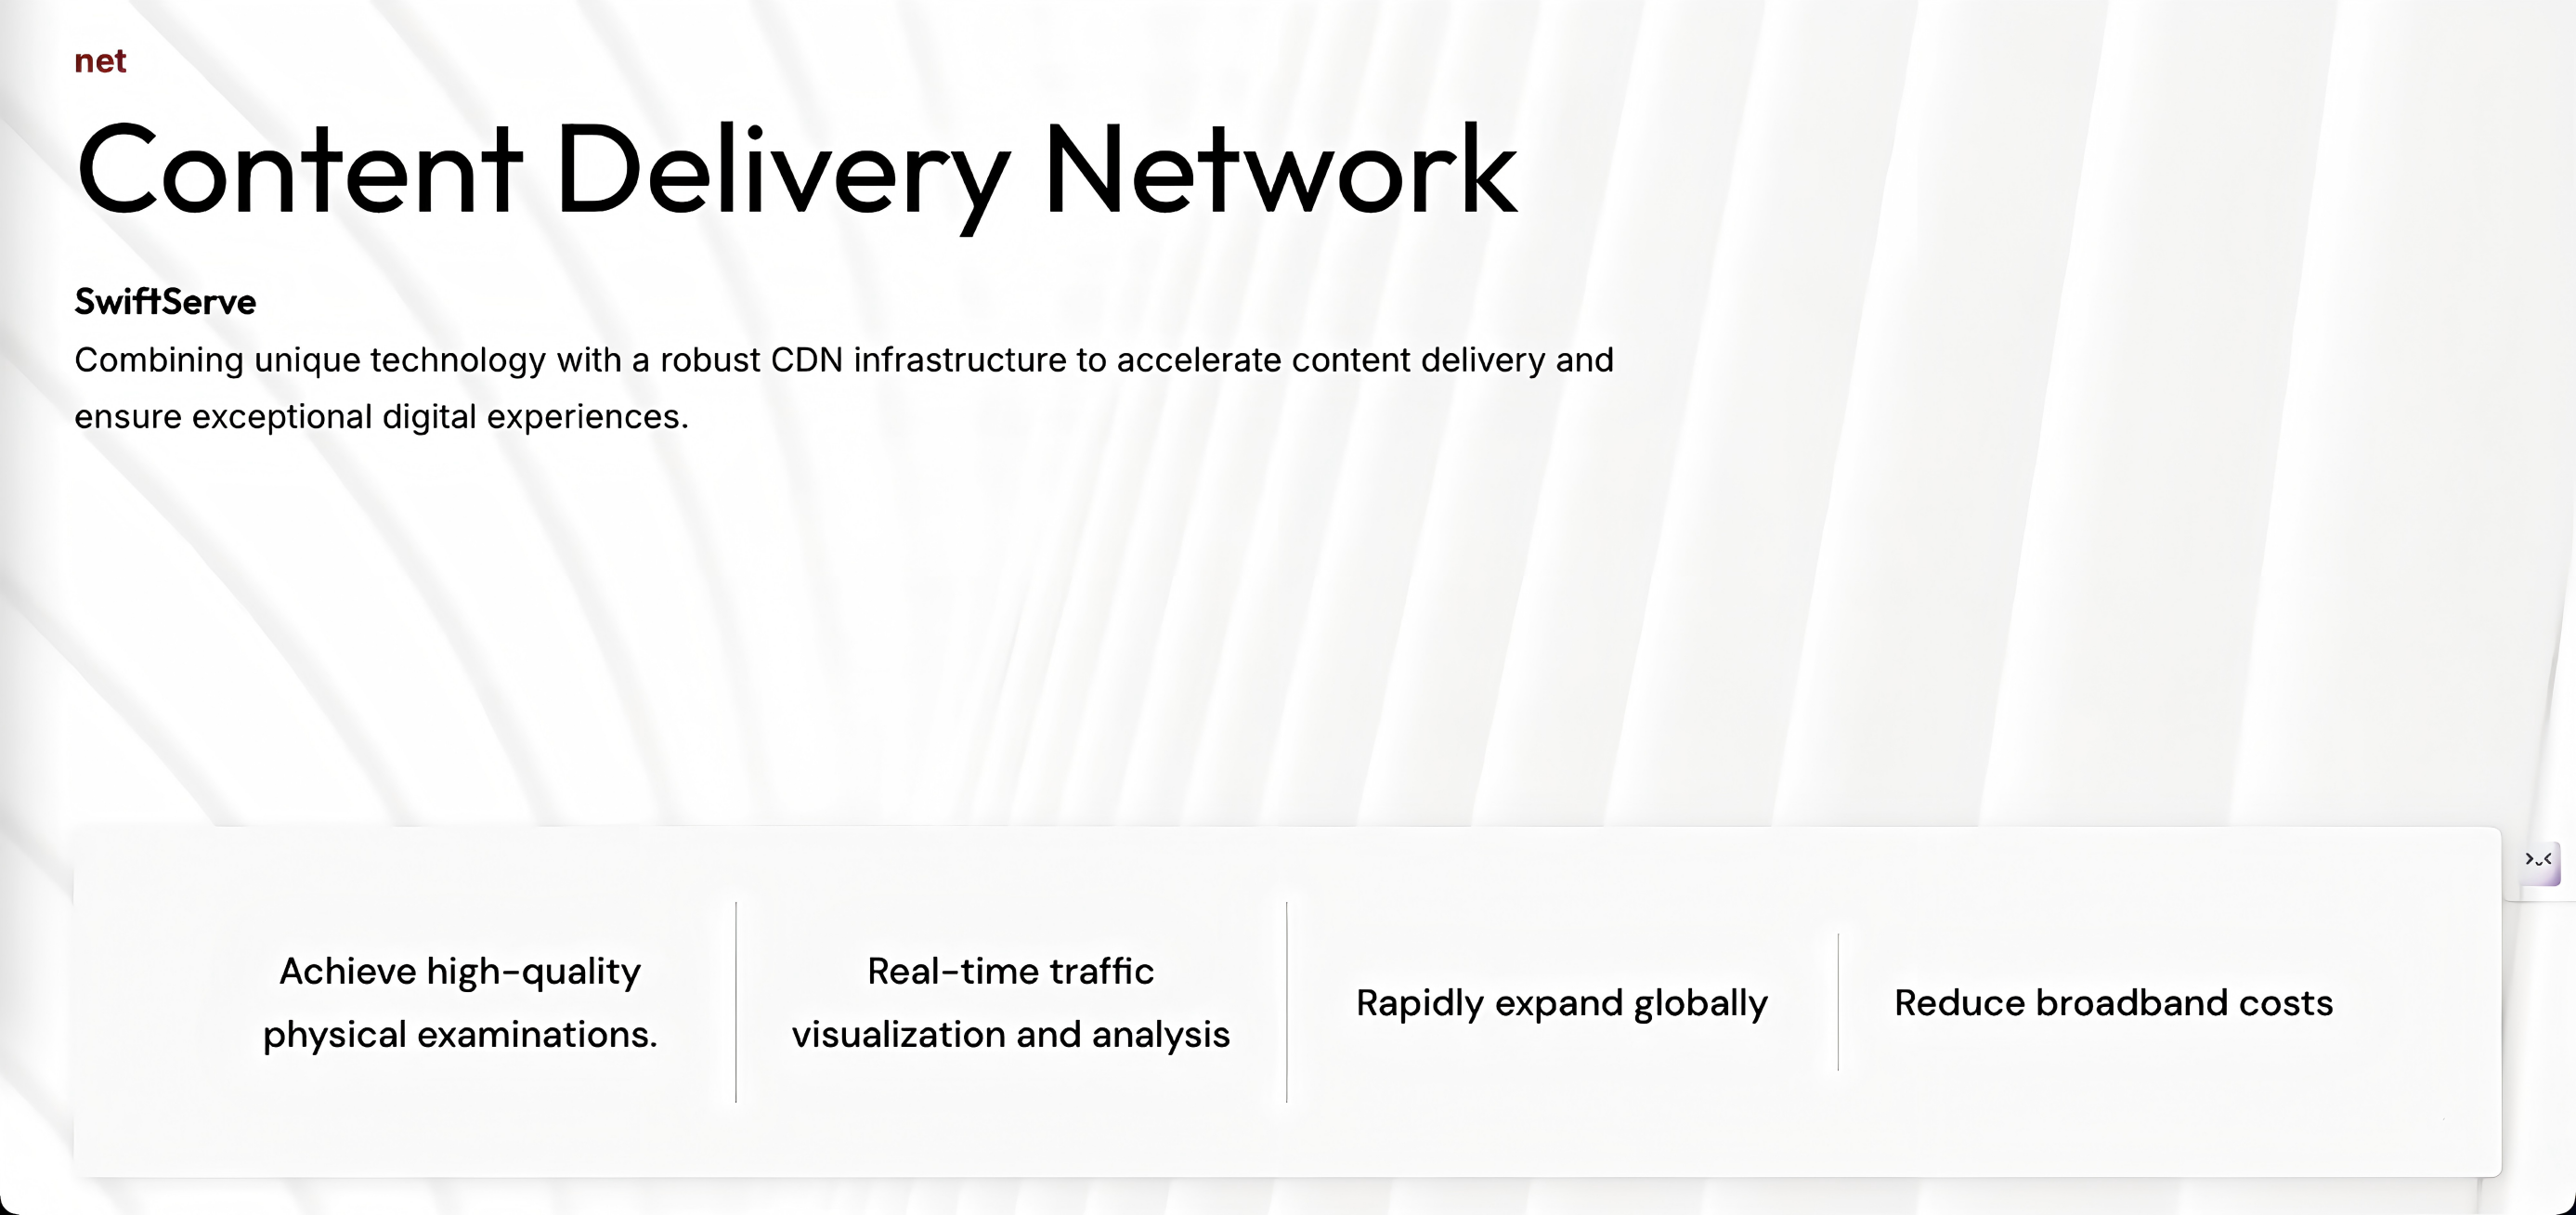 net
Content Delivery Network
SwiftServe
Combining unique technology with a robust CDN infrastructure to accelerate content delivery and
ensure exceptional digital experiences.
Achieve high-quality
physical examinations.
Real-time traffic
visualization and analysis
Rapidly expand globally
Reduce broadband costs